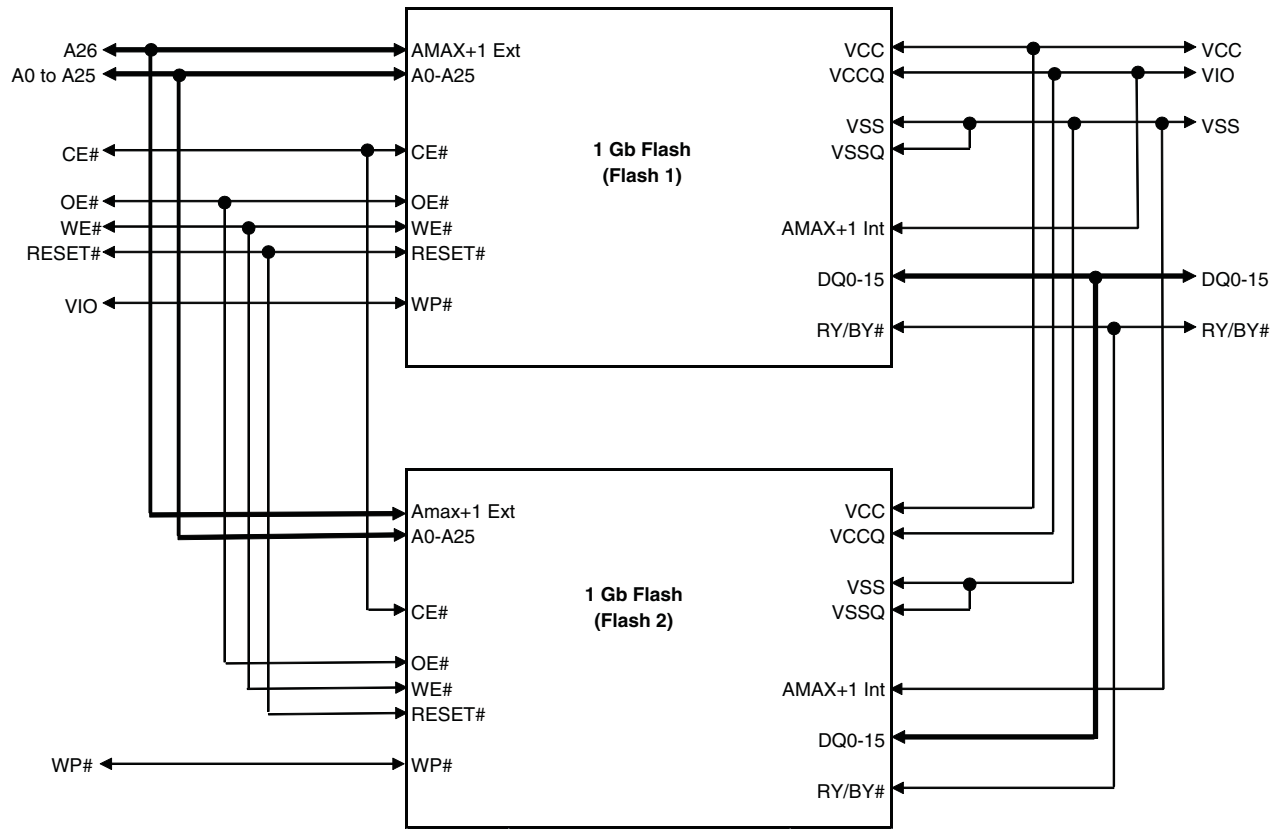 A26
A0 to A25
CE#
OE#
WE#
RESET#
VIO
AMAX+1 Ext
A0-A25
CE#
OE#
WE#
RESET#
WP#
1 Gb Flash
(Flash 1)
VCC
VCCQ
VSS
VSSQ
AMAX+1 Int
DQ0-15
RY/BY#
VCC
VIO
VSS
DQ0-15
RY/BY#
WP#
Amax+1 Ext
A0-A25
CE#
OE#
WE#
RESET#
WP#
1 Gb Flash
(Flash 2)
VCC
VCCQ
VSS
VSSQ
AMAX+1 Int
DQ0-15
RY/BY#